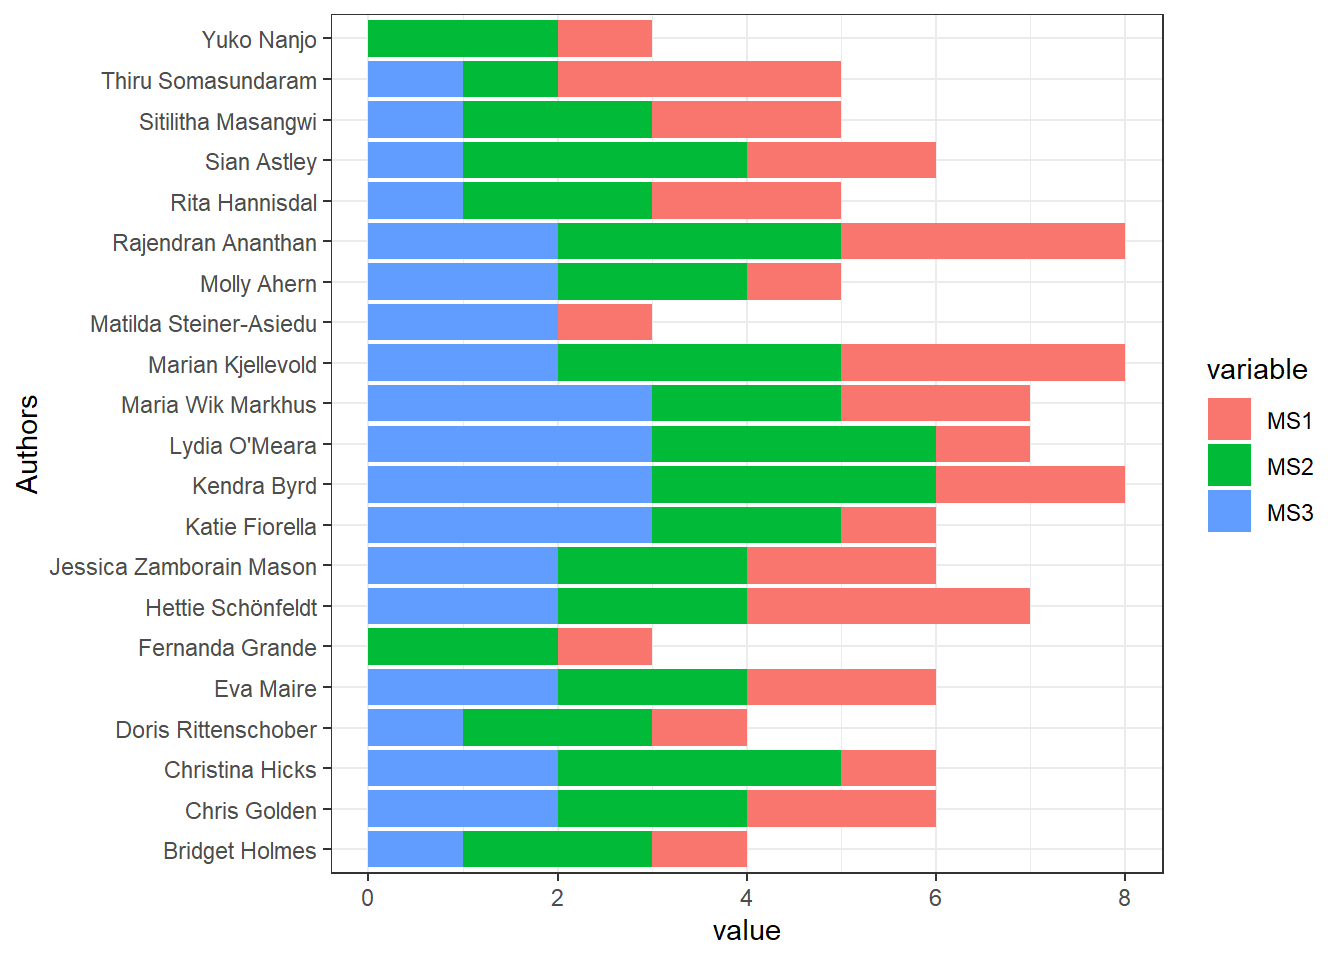 Authors
Yuko Nanjo
Thiru Somasundaram
Sitilitha Masangwi
Sian Astley
Rita Hannisdal
Rajendran Ananthan
Molly Ahern
Matilda Steiner-Asiedu
Marian Kjellevold
Maria Wik Markhus
Lydia O'Meara
Kendra Byrd
Katie Fiorella
Jessica Zamborain Mason
Hettie Schönfeldt
Fernanda Grande
Eva Maire
Doris Rittenschober
Christina Hicks
Chris Golden
Bridget Holmes
0 2 4 6 8
value
variable
MS1
MS2
MS3